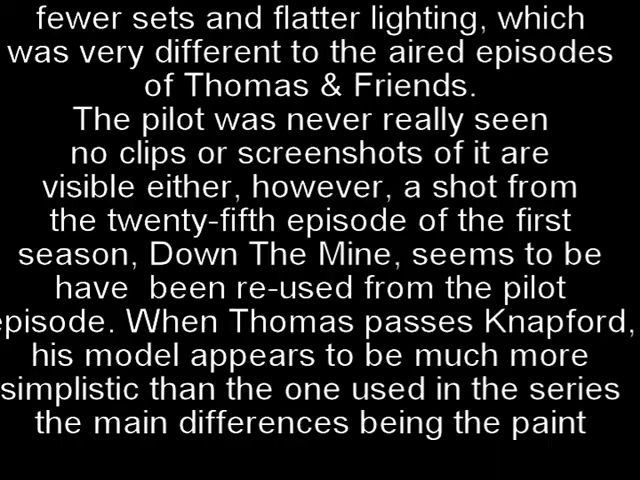 fewer sets and flatter lighting, which
was very different to the aired episodes
of Thomas & Friends.
The pilot was never really seen
no clips or screenshots of it are
visible either, however, a shot from
the twenty-fifth episode of the first
season, Down The Mine, seems to be
have  been re-used from the pilot
episode. When Thomas passes Knapford,
his model appears to be much more
simplistic than the one used in the series
the main differences being the paint